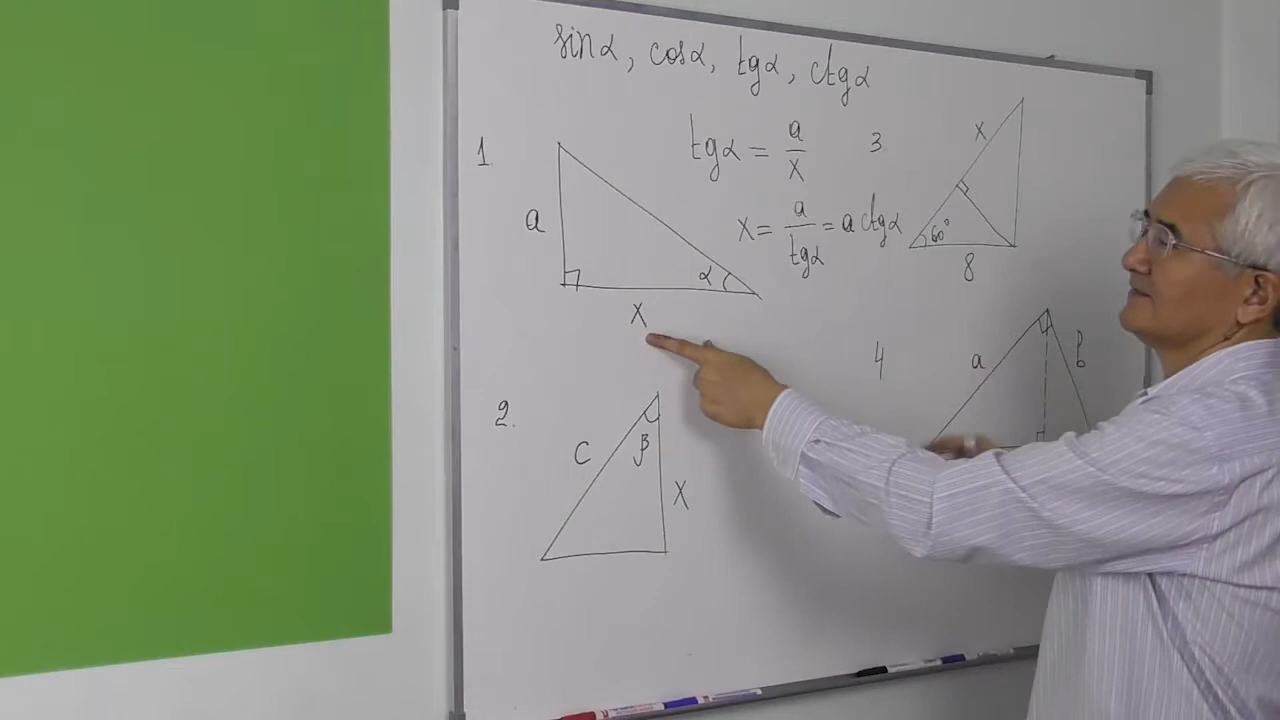 sinα, cosα, tgα, ctgα
1
a
α
x
tgα = a/x
x = a/tgα = a ctgα
3
x
60°
8
2.
c
β
x
4
a
b